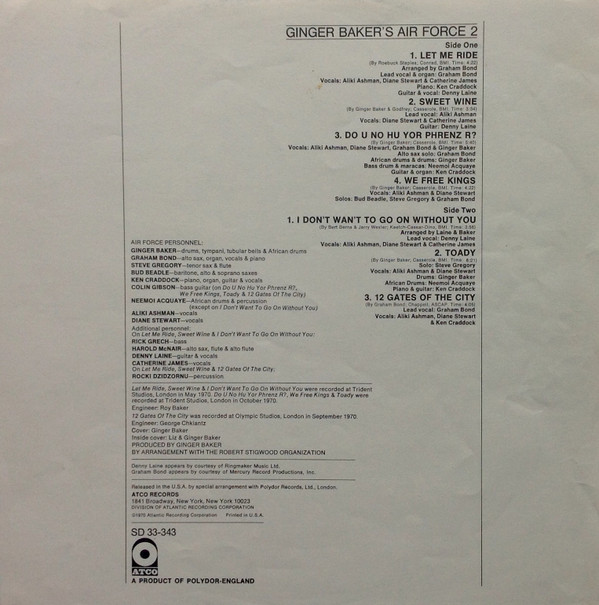 GINGER BAKER'S AIR FORCE 2
Side One
1. LET ME RIDE
(By Roebuck Staples; Conrad, BMI. Time: 4:22)
Arranged by Graham Bond
Lead vocal & organ: Graham Bond
Vocals: Aliki Ashman, Diane Stewart & Catherine James
Piano: Ken Craddock
Guitar & vocal: Denny Laine
2. SWEET WINE
(By Ginger Baker & Godfrey; Casserole, BMI. Time: 3:34)
Lead vocal: Aliki Ashman
Vocals: Diane Stewart & Catherine James
Guitar: Denny Laine
3. DO U NO HU YOR PHRENZ R?
(By Ginger Baker; Casserole, BMI. Time:
Vocals: Aliki Ashman, Diane Stewart, Graham Bond & Ginger Baker
Alto sax solo: Graham Bond
African drums & drums: Ginger Baker
Bass drum & maracas: Neemoi Acquaye
Guitar & organ: Ken Craddock
4. WE FREE KINGS
(By Ginger Baker; Casserole, BMI. Time:
Vocals: Aliki Ashman & Diane Stewart
Solos: Bud Beadle, Steve Gregory & Graham Bond
Side Two
1. I DON'T WAN'T TO GO ON WITHOUT YOU
(By Bert Berns & Jerry Wexler; BMI. Time:
Arranged by Laine & Baker
Lead vocal: Denny Laine
Vocals: Aliki Ashman, Diane Stewart & Catherine James
2. TOADY
(By Ginger Baker; Casserole, BMI. Time: 8:21)
Solo: Steve Gregory
Vocals: Aliki Ashman & Diane Stewart
Drums: Ginger Baker
African Drums: Neemoi Acquaye
Piano & guitar: Ken Craddock
3. 12 GATES OF THE CITY
(By Graham Bond; Chappell, ASCAP. Time: 4:06)
Lead vocal: Graham Bond
Vocals: Aliki Ashman, Diane Stewart
& Ken Craddock
AIR FORCE PERSONNEL:
GINGER BAKER—drums, tympani, tubular bells & African drums
GRAHAM BOND—alto sax, organ, vocals & piano
STEVE GREGORY—tenor sax & flute
BUD BEADLE—baritone, alto & soprano saxes
KEN CRADDOCK—piano, organ, guitar & vocals
COLIN GIBSON—bass guitar (on Do U No Hu Yor Phrenz R?,
We Free Kings, Toady & 12 Gates Of The City)
NEEMOI ACQUAYE—African drums & percussion
(except on I Don't Want To Go On Without You)
ALIKI ASHMAN—vocals
DIANE STEWART—vocals
Additional personnel:
On Let Me Ride, Sweet Wine & I Don't Want To Go On Without You:
RICK GRECH—bass
HAROLD McNAIR—alto sax, flute & alto flute
DENNY LAINE—guitar & vocals
CATHERINE JAMES—vocals
On Let Me Ride, Sweet Wine & 12 Gates Of The City:
ROCKI DZIDZORNU—percussion
Let Me Ride, Sweet Wine & I Don't Want To Go On Without You were recorded at Trident
Studios, London in May 1970. Do U No Hu Yor Phrenz R?, We Free Kings & Toady were
recorded at Trident Studios, London in October 1970.
Engineer: Roy Baker
12 Gates Of The City was recorded at Olympic Studios, London in September 1970.
Engineer: George Chkiantz
Cover: Ginger Baker
Inside cover: Liz & Ginger Baker
PRODUCED BY GINGER BAKER
BY ARRANGEMENT WITH THE ROBERT STIGWOOD ORGANIZATION
Denny Laine appears by courtesy of Ringmaker Music Ltd.
Graham Bond appears by courtesy of Mercury Record Productions, Inc.
Released in the U.S.A. by special arrangement with Polydor Records, Ltd., London.
ATCO RECORDS
1841 Broadway, New York, New York 10023
DIVISION OF ATLANTIC RECORDING CORPORATION
©1970 Atlantic Recording Corporation Printed in U.S.A.
SD 33-343
ATCO
A PRODUCT OF POLYDOR-ENGLAND